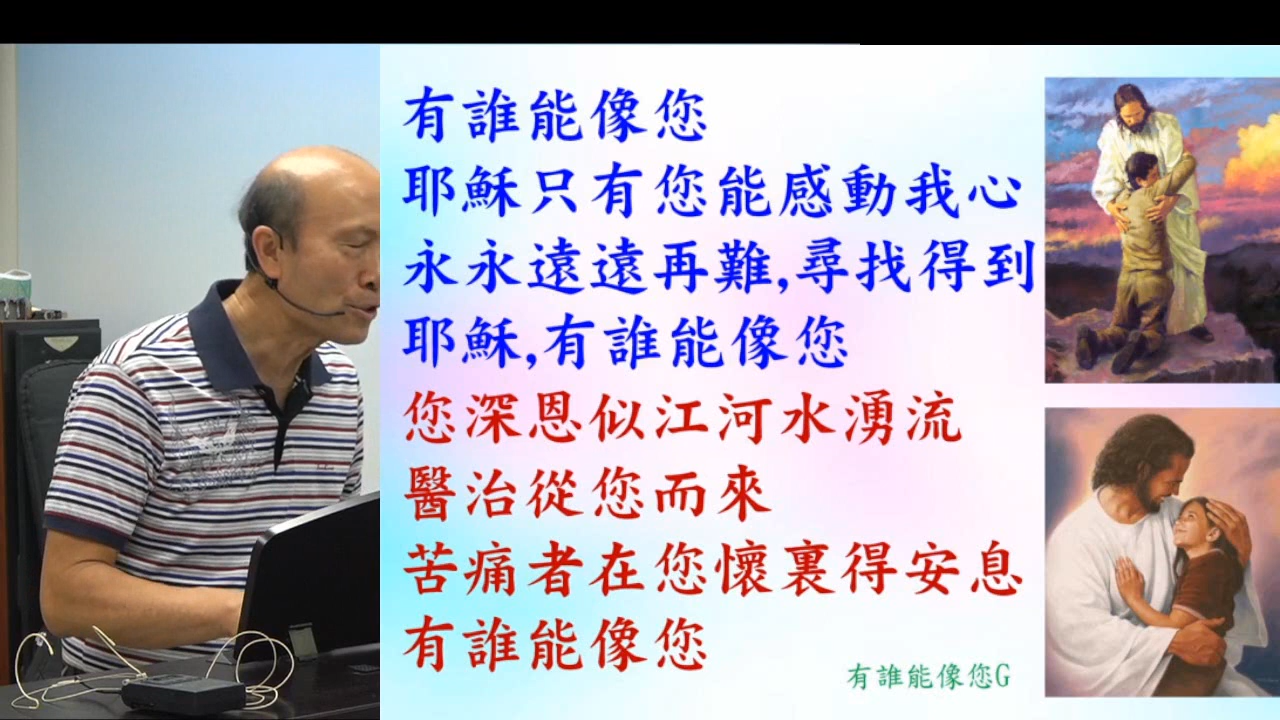 有誰能像您
耶穌只有您能感動我心
永永遠遠再難,尋找得到
耶穌,有誰能像您
您深恩似江河水湧流
醫治從您而來
苦痛者在您懷裏得安息
有誰能像您
有誰能像您G